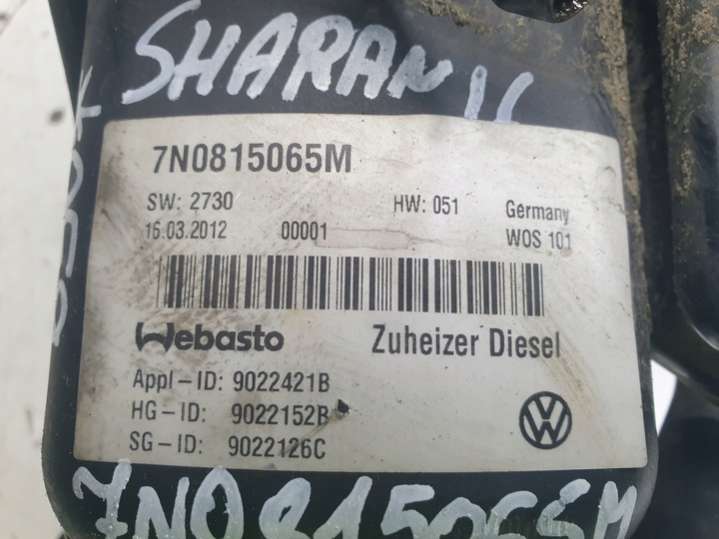 SHARAN
7N0815065M
SW: 2730 HW: 051 Germany
16.03.2012 00001 WOS 101
Webasto Zuheizer Diesel
Appl-ID: 9022421B
HG-ID: 9022152B
SG-ID: 9022126C
7N0815065M